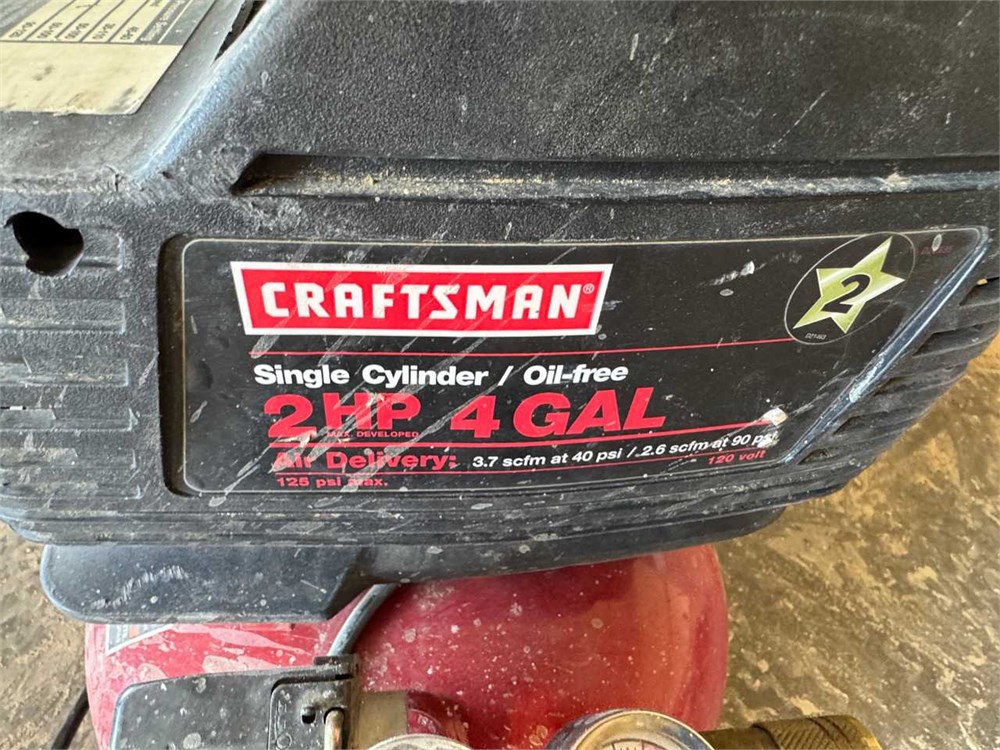 CRAFTSMAN®
2
Single Cylinder / Oil-free
2 HP 4 GAL
MAX. DEVELOPED
Air Delivery: 3.7 scfm at 40 psi / 2.6 scfm at 90 psi
125 psi max.
120 volt